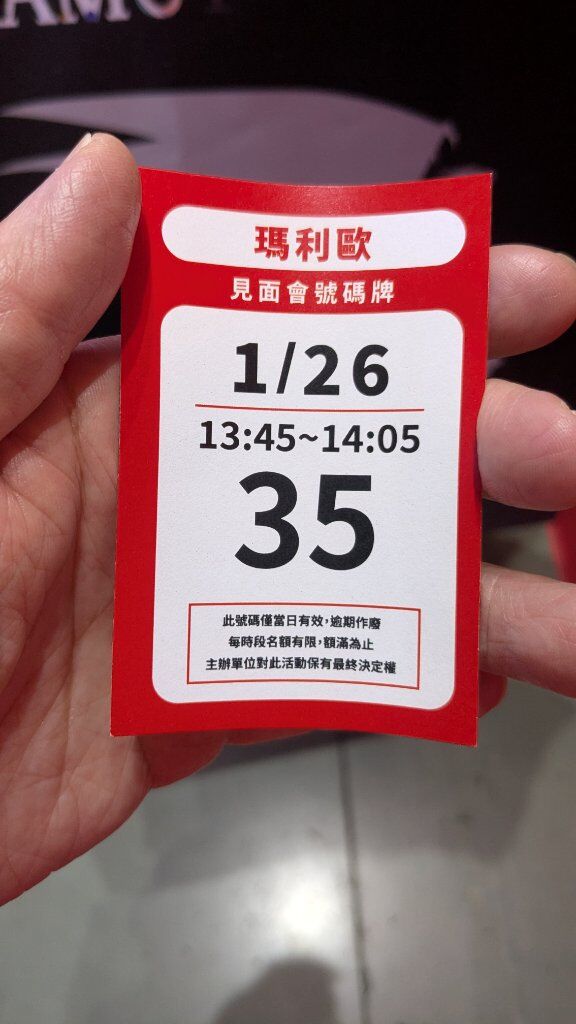 瑪利歐
見面會號碼牌
1/26
13:45~14:05
35
此號碼僅當日有效，逾期作廢
每時段名額有限，額滿為止
主辦單位對此活動保有最終決定權